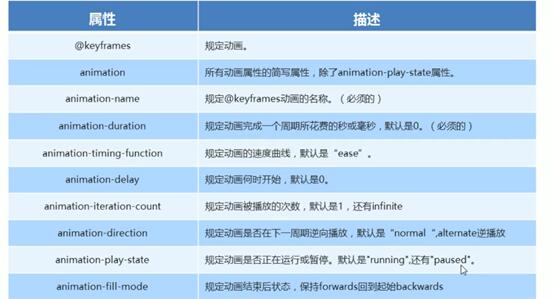 属性 描述
@keyframes 规定动画。
animation 所有动画属性的简写属性，除了animation-play-state属性。
animation-name 规定@keyframes动画的名称。（必须的）
animation-duration 规定动画完成一个周期所花费的秒或毫秒，默认是0。（必须的）
animation-timing-function 规定动画的速度曲线，默认是“ease”。
animation-delay 规定动画何时开始，默认是0。
animation-iteration-count 规定动画被播放的次数，默认是1，还有infinite
animation-direction 规定动画是否在下一周期逆向播放，默认是“normal “,alternate逆播放
animation-play-state 规定动画是否正在运行或暂停。默认是"running",还有"paused"。
animation-fill-mode 规定动画结束后状态，保持forwards回到起始backwards